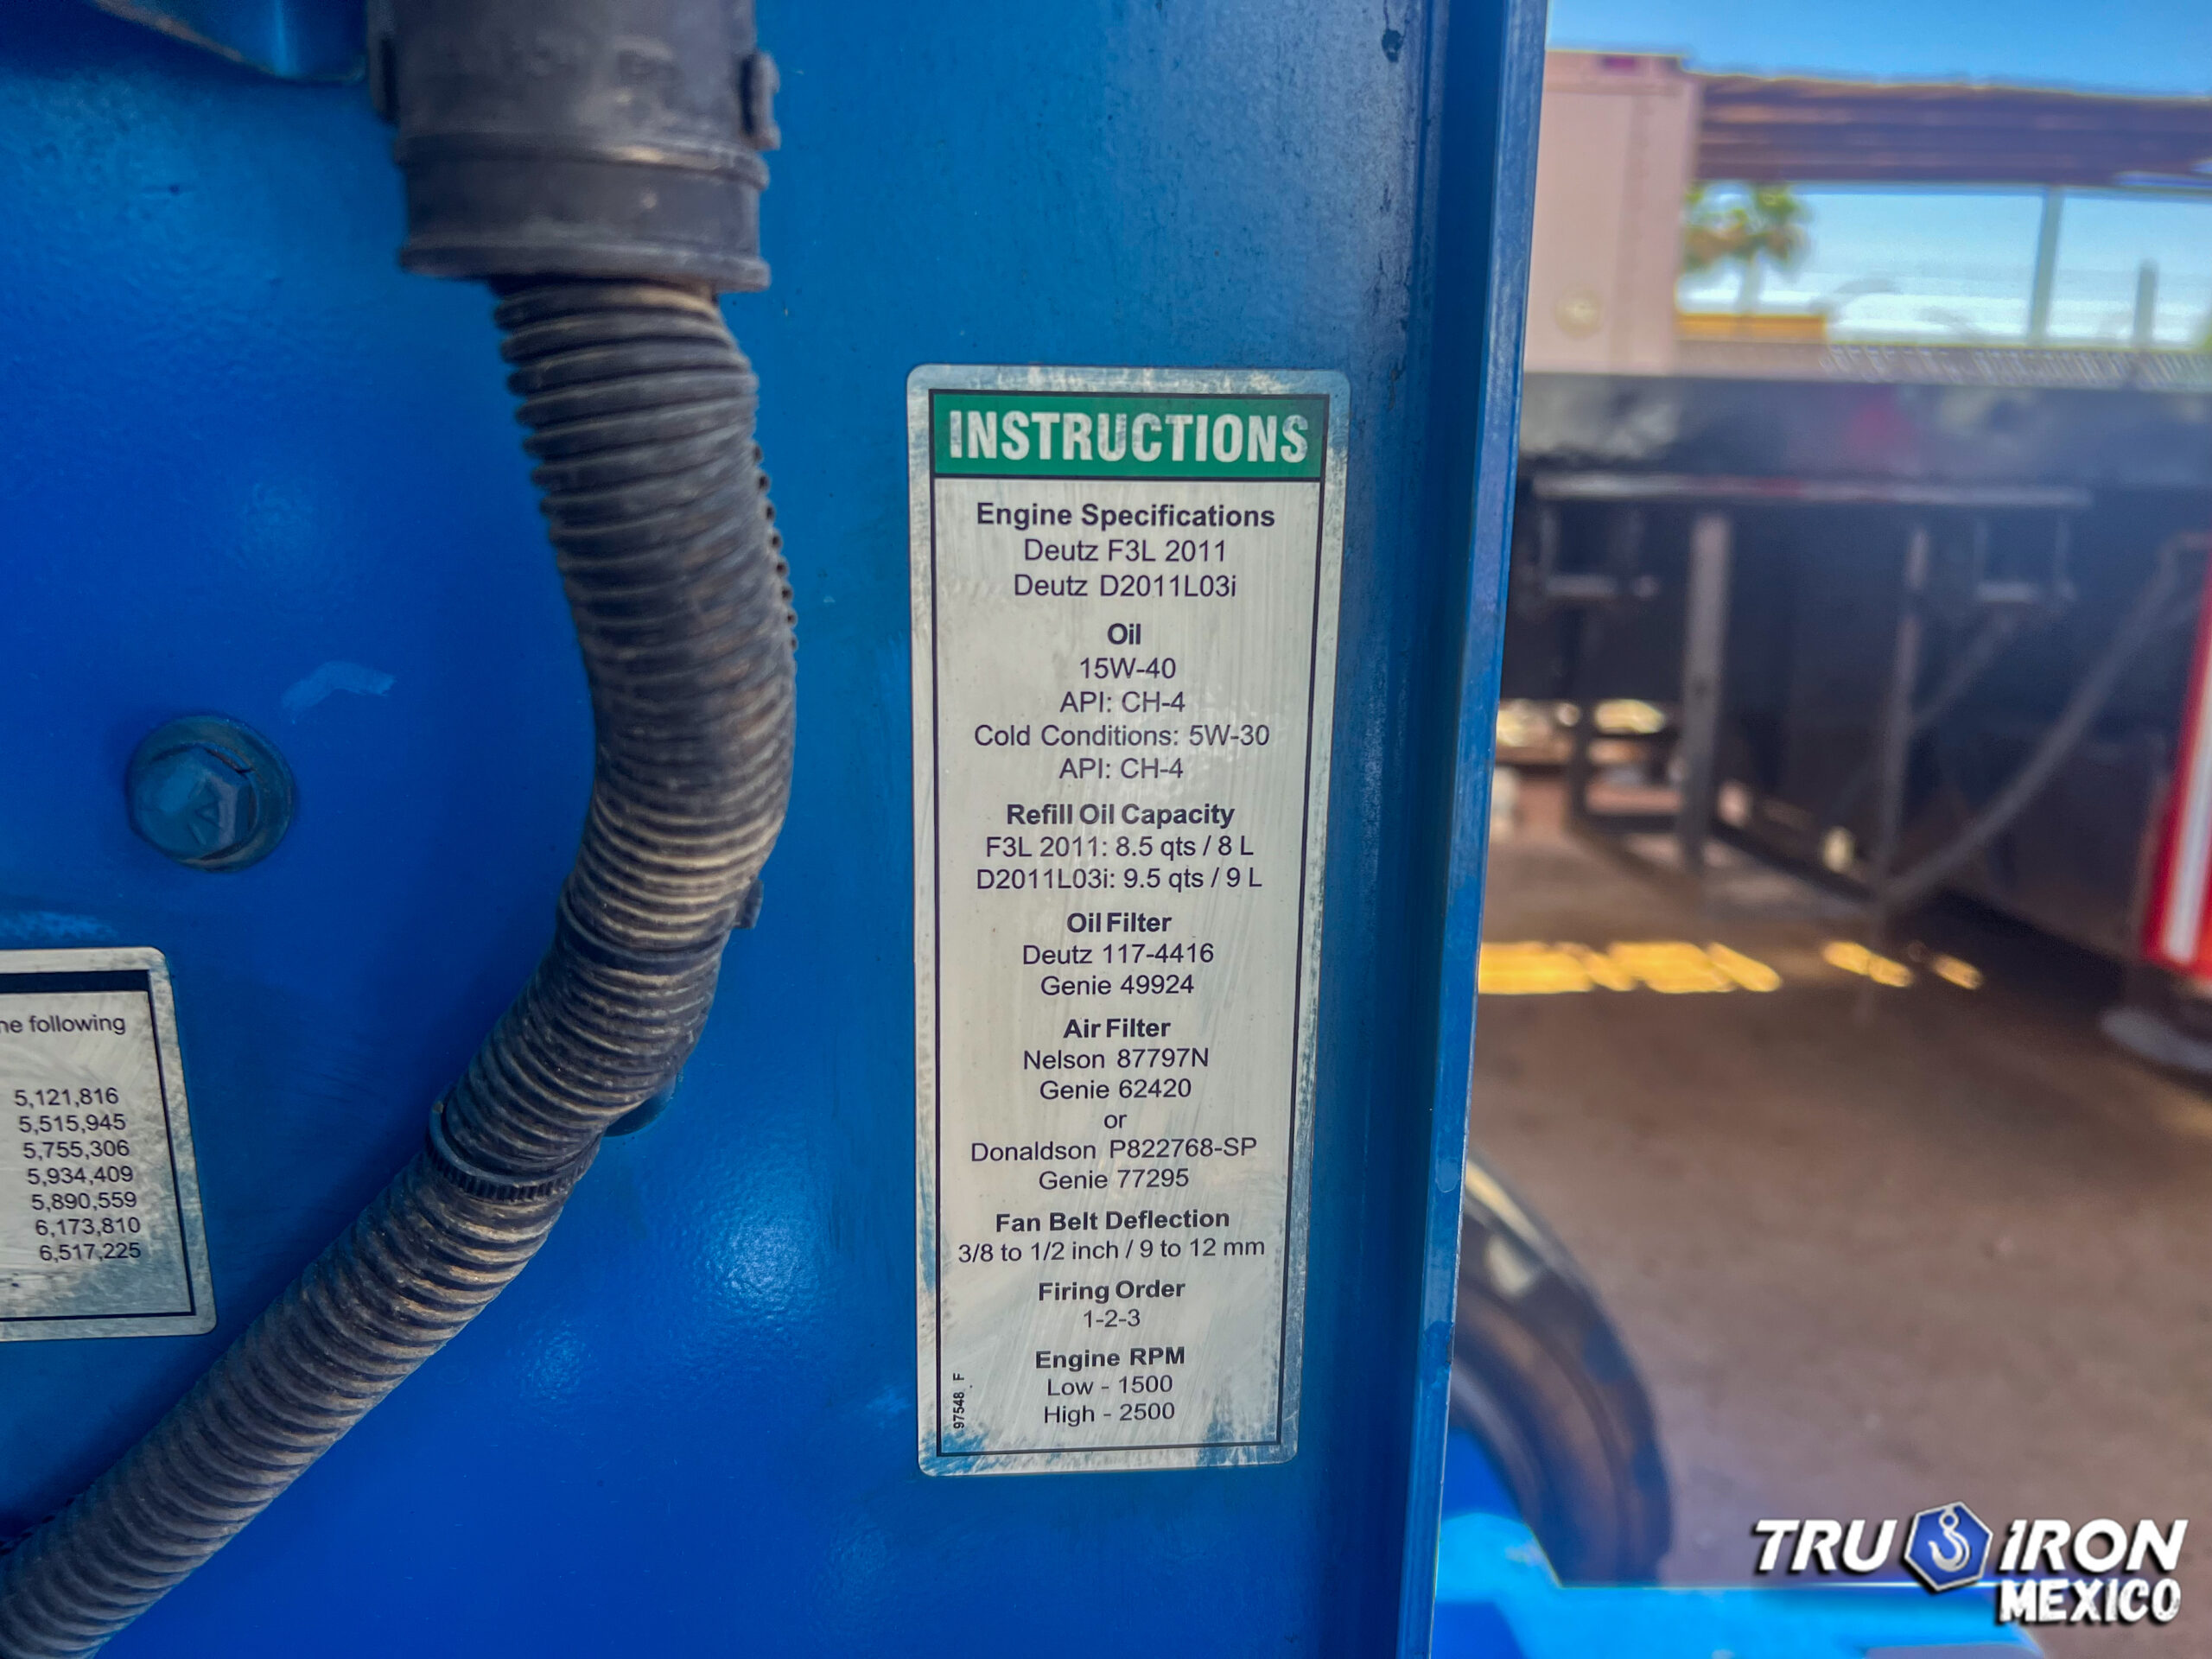 INSTRUCTIONS
Engine Specifications
Deutz F3L 2011
Deutz D2011L03i
Oil
15W-40
API: CH-4
Cold Conditions: 5W-30
API: CH-4
Refill Oil Capacity
F3L 2011: 8.5 qts / 8 L
D2011L03i: 9.5 qts / 9 L
Oil Filter
Deutz 117-4416
Genie 49924
Air Filter
Nelson 87797N
Genie 62420
or
Donaldson P822768-SP
Genie 77295
Fan Belt Deflection
3/8 to 1/2 inch / 9 to 12 mm
Firing Order
1-2-3
Engine RPM
Low - 1500
High - 2500
97548 F
following
5,121,816
5,515,945
5,755,306
5,934,409
5,890,559
6,173,810
6,517,225
TRU IRON
MEXICO